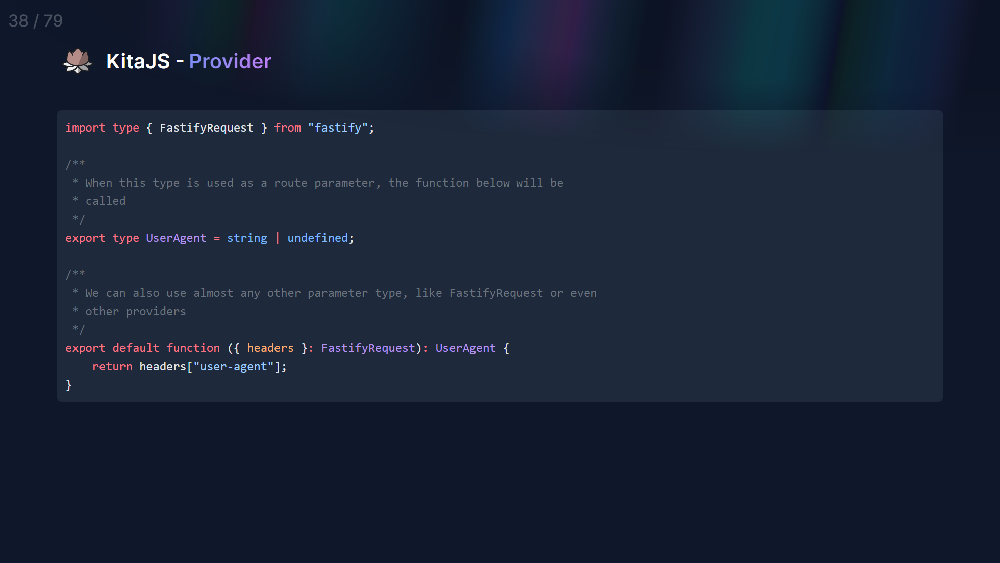 38 / 79
KitaJS - Provider
import type { FastifyRequest } from "fastify";
/**
 * When this type is used as a route parameter, the function below will be
 * called
 */
export type UserAgent = string | undefined;
/**
 * We can also use almost any other parameter type, like FastifyRequest or even
 * other providers
 */
export default function ({ headers }: FastifyRequest): UserAgent {
    return headers["user-agent"];
}